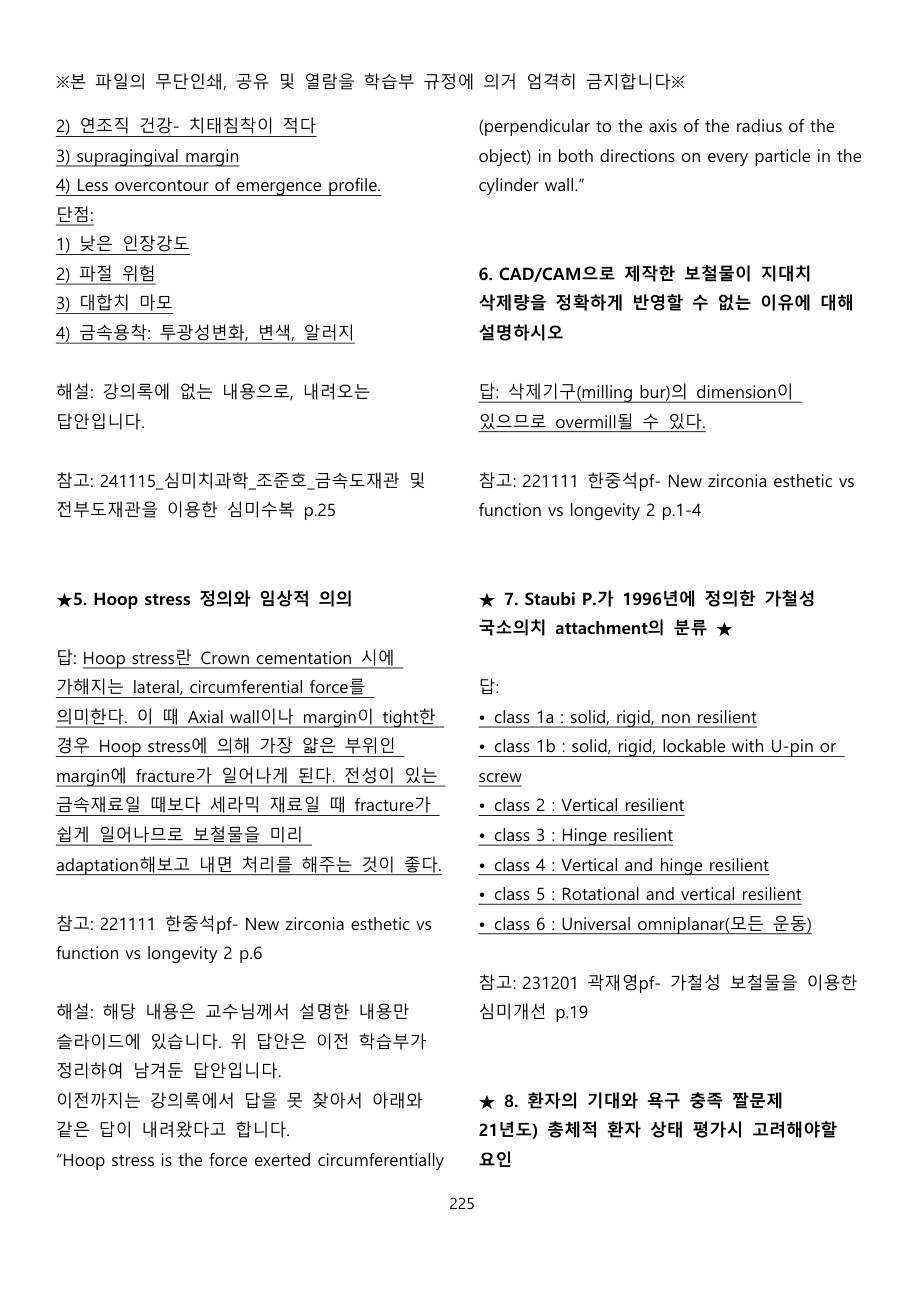 ※본 파일의 무단인쇄, 공유 및 열람을 학습부 규정에 의거 엄격히 금지합니다※
2) 연조직 건강- 치태침착이 적다
3) supragingival margin
4) Less overcontour of emergence profile.
단점:
1) 낮은 인장강도
2) 파절 위험
3) 대합치 마모
4) 금속용착: 투광성변화, 변색, 알러지
해설: 강의록에 없는 내용으로, 내려오는
답안입니다.
참고: 241115_심미치과학_조준호_금속도재관 및
전부도재관을 이용한 심미수복 p.25
★5. Hoop stress 정의와 임상적 의의
답: Hoop stress란 Crown cementation 시에
가해지는 lateral, circumferential force를
의미한다. 이 때 Axial wall이나 margin이 tight한
경우 Hoop stress에 의해 가장 얇은 부위인
margin에 fracture가 일어나게 된다. 전성이 있는
금속재료일 때보다 세라믹 재료일 때 fracture가
쉽게 일어나므로 보철물을 미리
adaptation해보고 내면 처리를 해주는 것이 좋다.
참고: 221111 한중석pf- New zirconia esthetic vs
function vs longevity 2 p.6
해설: 해당 내용은 교수님께서 설명한 내용만
슬라이드에 있습니다. 위 답안은 이전 학습부가
정리하여 남겨둔 답안입니다.
이전까지는 강의록에서 답을 못 찾아서 아래와
같은 답이 내려왔다고 합니다.
“Hoop stress is the force exerted circumferentially
(perpendicular to the axis of the radius of the
object) in both directions on every particle in the
cylinder wall.”
6. CAD/CAM으로 제작한 보철물이 지대치
삭제량을 정확하게 반영할 수 없는 이유에 대해
설명하시오
답: 삭제기구(milling bur)의 dimension이
있으므로 overmill될 수 있다.
참고: 221111 한중석pf- New zirconia esthetic vs
function vs longevity 2 p.1-4
★ 7. Staubi P.가 1996년에 정의한 가철성
국소의치 attachment의 분류 ★
답:
• class 1a : solid, rigid, non resilient
• class 1b : solid, rigid, lockable with U-pin or
screw
• class 2 : Vertical resilient
• class 3 : Hinge resilient
• class 4 : Vertical and hinge resilient
• class 5 : Rotational and vertical resilient
• class 6 : Universal omniplanar(모든 운동)
참고: 231201 곽재영pf- 가철성 보철물을 이용한
심미개선 p.19
★ 8. 환자의 기대와 욕구 충족 짤문제
21년도) 총체적 환자 상태 평가시 고려해야할
요인
225